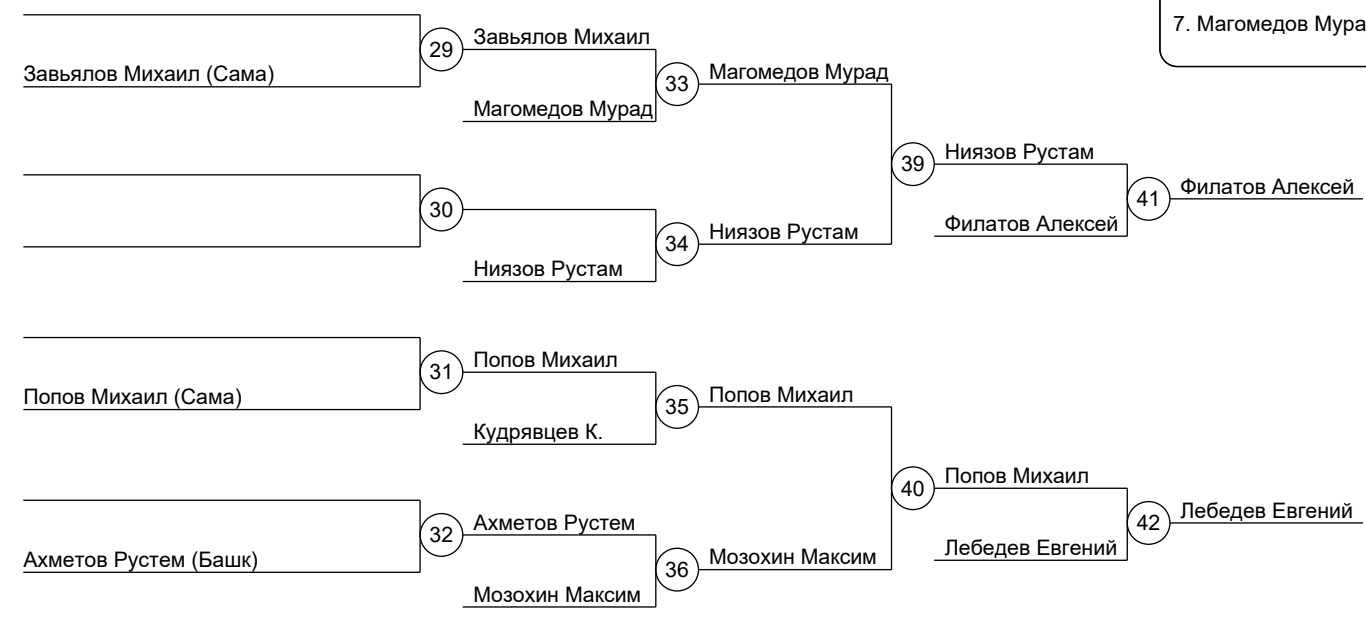 7. Магомедов Мура
29
Завьялов Михаил
Завьялов Михаил (Сама)
33
Магомедов Мурад
Магомедов Мурад
39
Ниязов Рустам
41
Филатов Алексей
30
34
Ниязов Рустам
Филатов Алексей
Ниязов Рустам
31
Попов Михаил
Попов Михаил (Сама)
35
Попов Михаил
Кудрявцев К.
40
Попов Михаил
42
Лебедев Евгений
32
Ахметов Рустем
Ахметов Рустем (Башк)
36
Мозохин Максим
Лебедев Евгений
Мозохин Максим